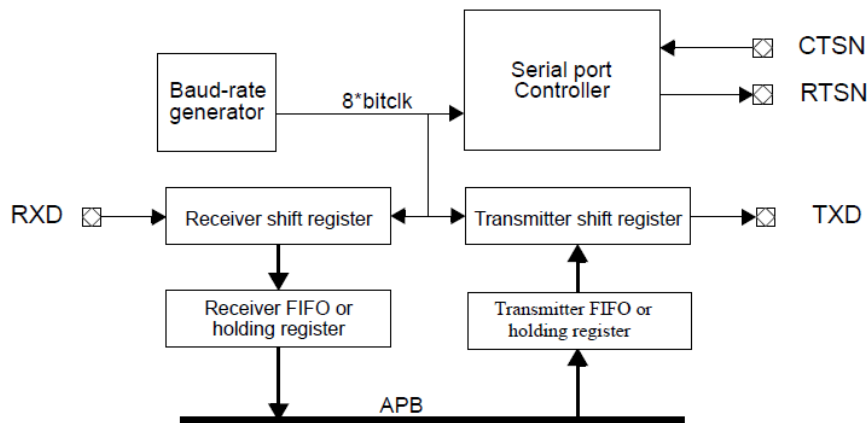 CTSN
Serial port
Controller
Baud-rate
generator
8*bitclk
RTSN
RXD
Receiver shift register
Transmitter shift register
TXD
Receiver FIFO or
holding register
Transmitter FIFO or
holding register
APB